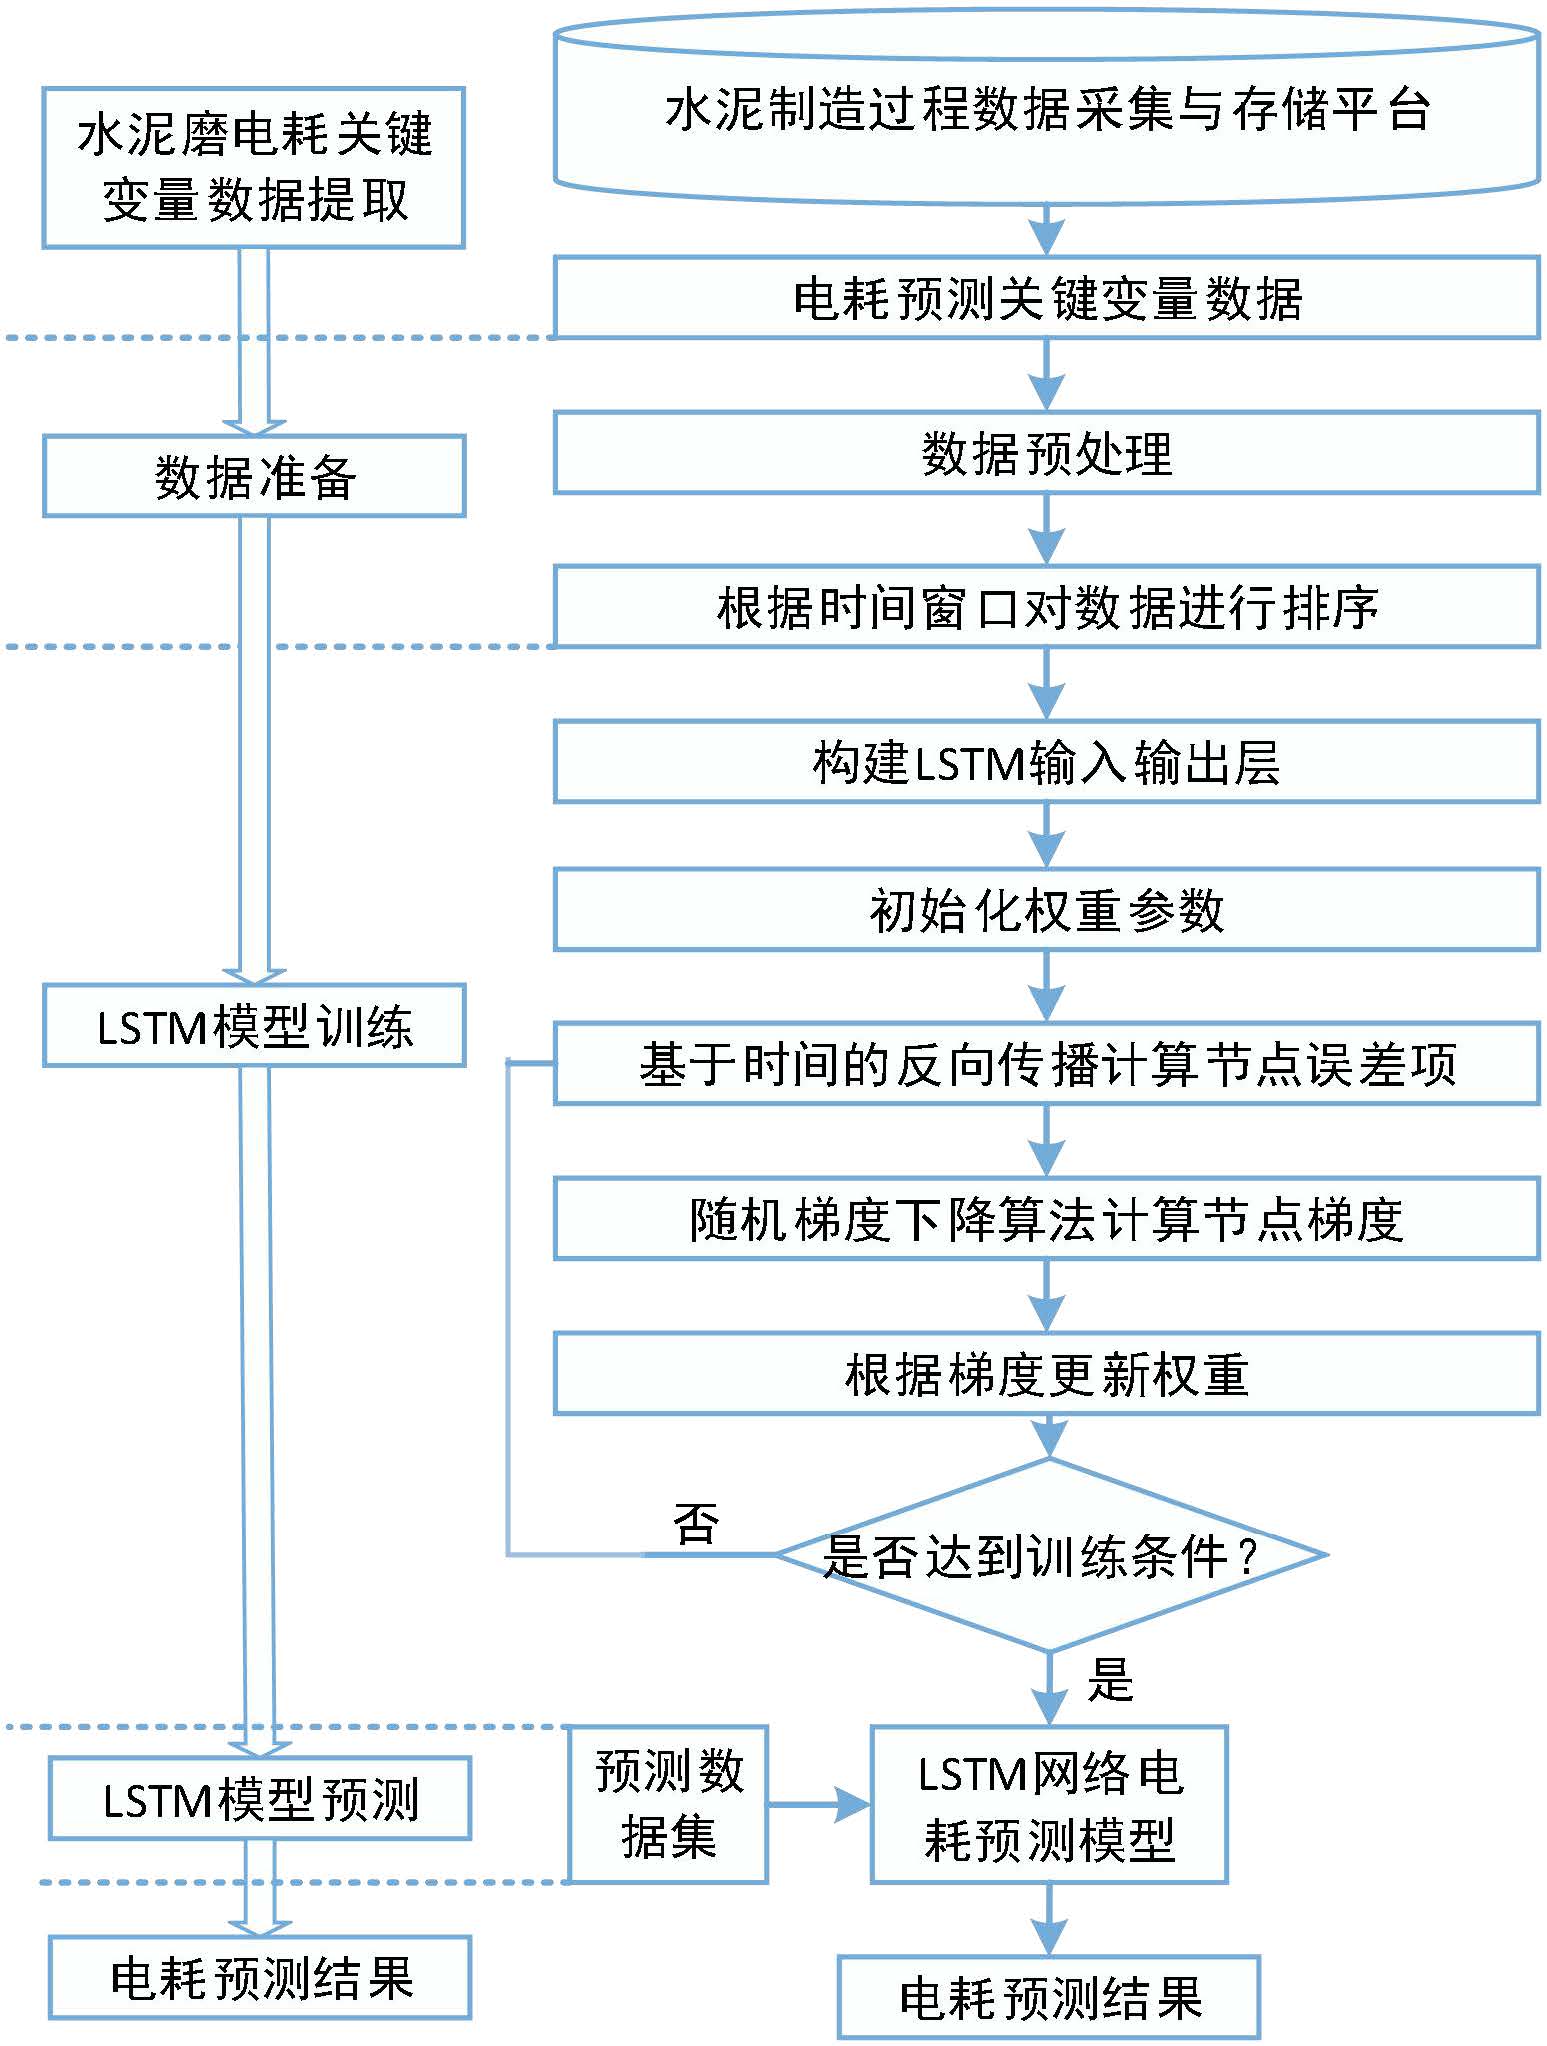 水泥磨电耗关键
变量数据提取
数据准备
LSTM模型训练
LSTM模型预测
电耗预测结果
水泥制造过程数据采集与存储平台
电耗预测关键变量数据
数据预处理
根据时间窗口对数据进行排序
构建LSTM输入输出层
初始化权重参数
基于时间的反向传播计算节点误差项
随机梯度下降算法计算节点梯度
根据梯度更新权重
是否达到训练条件？
否
是
预测数
据集
LSTM网络电
耗预测模型
电耗预测结果